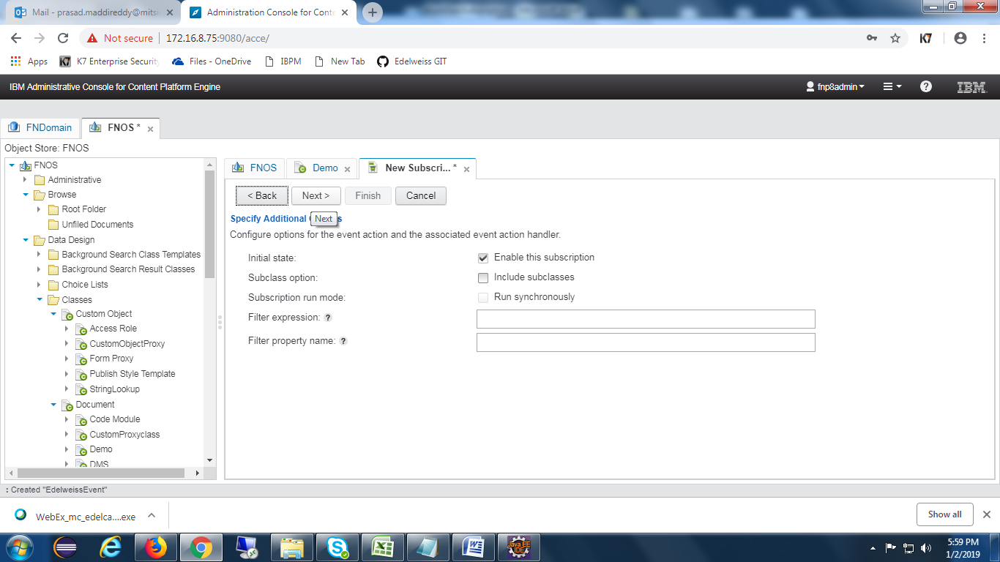 Mail - prasad.maddireddy@mitsi
Administration Console for Conte
Not secure
172.16.8.75:9080/acce/
Apps
K7 Enterprise Security
Files - OneDrive
IBPM
New Tab
Edelweiss GIT
IBM Administrative Console for Content Platform Engine
fnp8admin
IBM
FNDomain
FNOS *
Object Store: FNOS
FNOS
Administrative
Browse
Root Folder
Unfiled Documents
Data Design
Background Search Class Templates
Background Search Result Classes
Choice Lists
Classes
Custom Object
Access Role
CustomObjectProxy
Form Proxy
Publish Style Template
StringLookup
Document
Code Module
CustomProxyclass
Demo
DMS
FNOS
Demo
New Subscri... *
< Back
Next >
Finish
Cancel
Specify Additional
Next
Configure options for the event action and the associated event action handler.
Initial state:
Enable this subscription
Subclass option:
Include subclasses
Subscription run mode:
Run synchronously
Filter expression: ?
Filter property name: ?
: Created "EdelweissEvent"
WebEx_mc_edelca....exe
Show all
Java EE
IDE
5:59 PM
1/2/2019